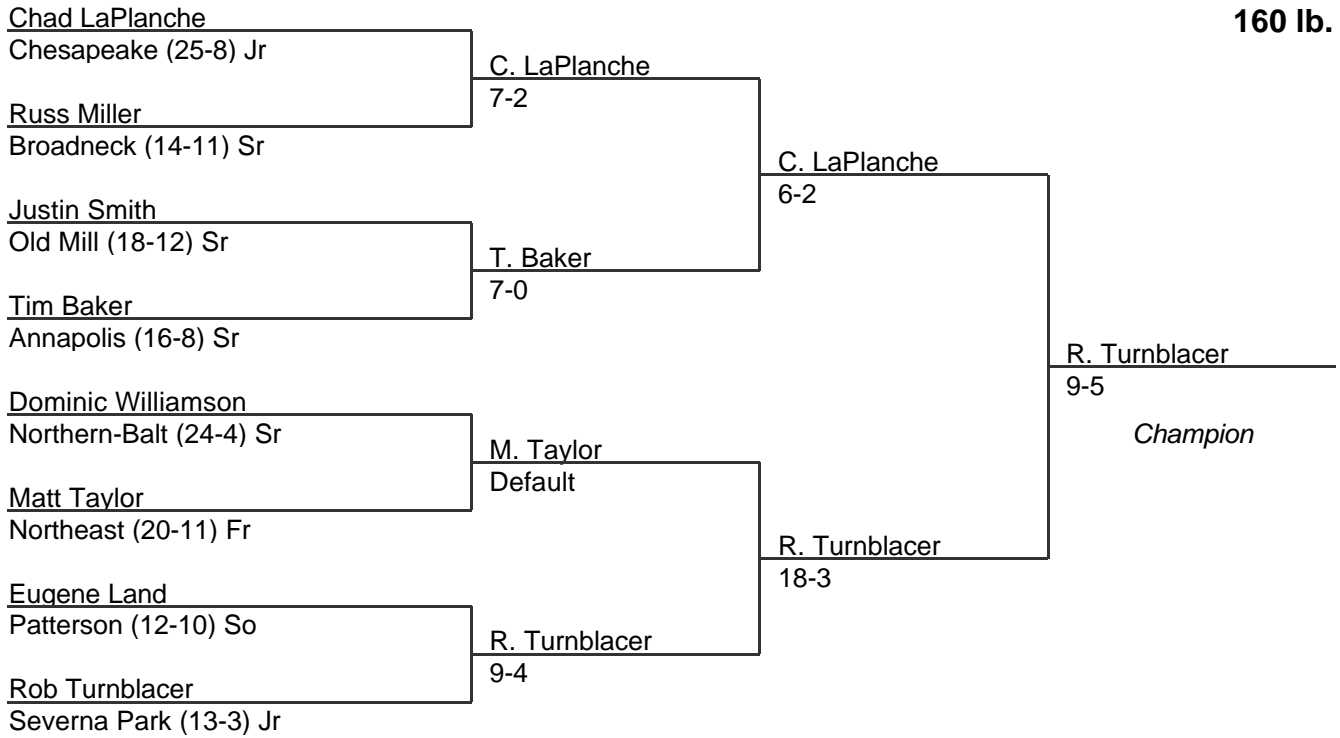 160 lb.
Chad LaPlanche
Chesapeake (25-8) Jr
Russ Miller
Broadneck (14-11) Sr
Justin Smith
Old Mill (18-12) Sr
Tim Baker
Annapolis (16-8) Sr
Dominic Williamson
Northern-Balt (24-4) Sr
Matt Taylor
Northeast (20-11) Fr
Eugene Land
Patterson (12-10) So
Rob Turnblacer
Severna Park (13-3) Jr
C. LaPlanche
7-2
T. Baker
7-0
M. Taylor
Default
R. Turnblacer
9-4
C. LaPlanche
6-2
R. Turnblacer
18-3
R. Turnblacer
9-5
Champion